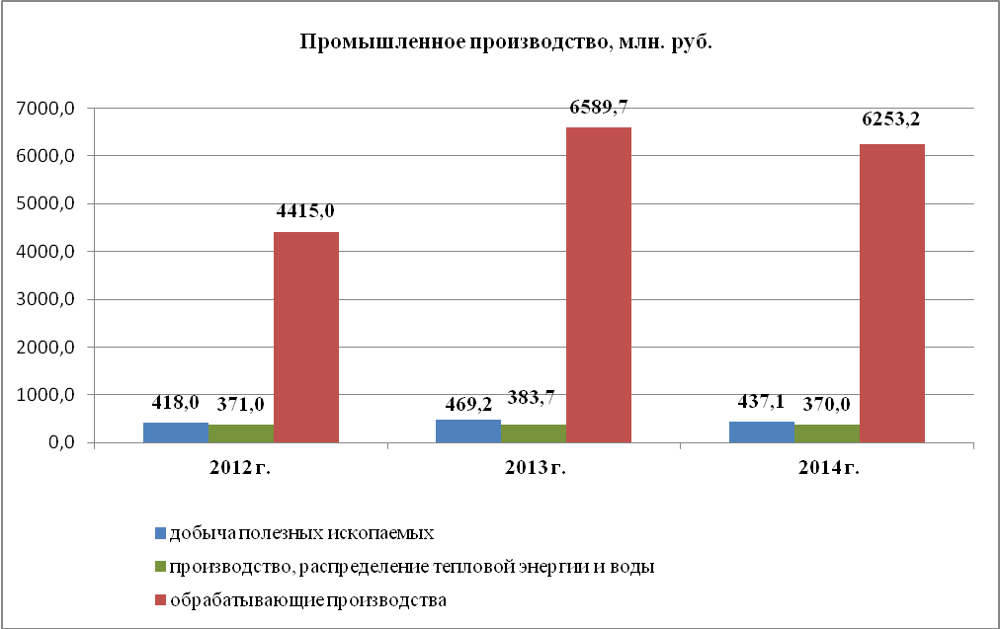 Промышленное производство, млн. руб.
7000,0
6000,0
5000,0
4000,0
3000,0
2000,0
1000,0
0,0
418,0 371,0 4415,0
469,2 383,7 6589,7
437,1 370,0 6253,2
2012 г. 2013 г. 2014 г.
добыча полезных ископаемых
производство, распределение тепловой энергии и воды
обрабатывающие производства